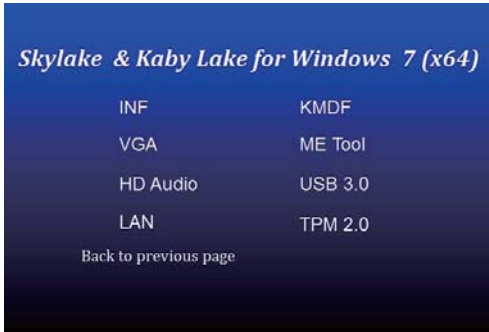 Skylake & Kaby Lake for Windows 7 (x64)
INF KMDF
VGA ME Tool
HD Audio USB 3.0
LAN TPM 2.0
Back to previous page